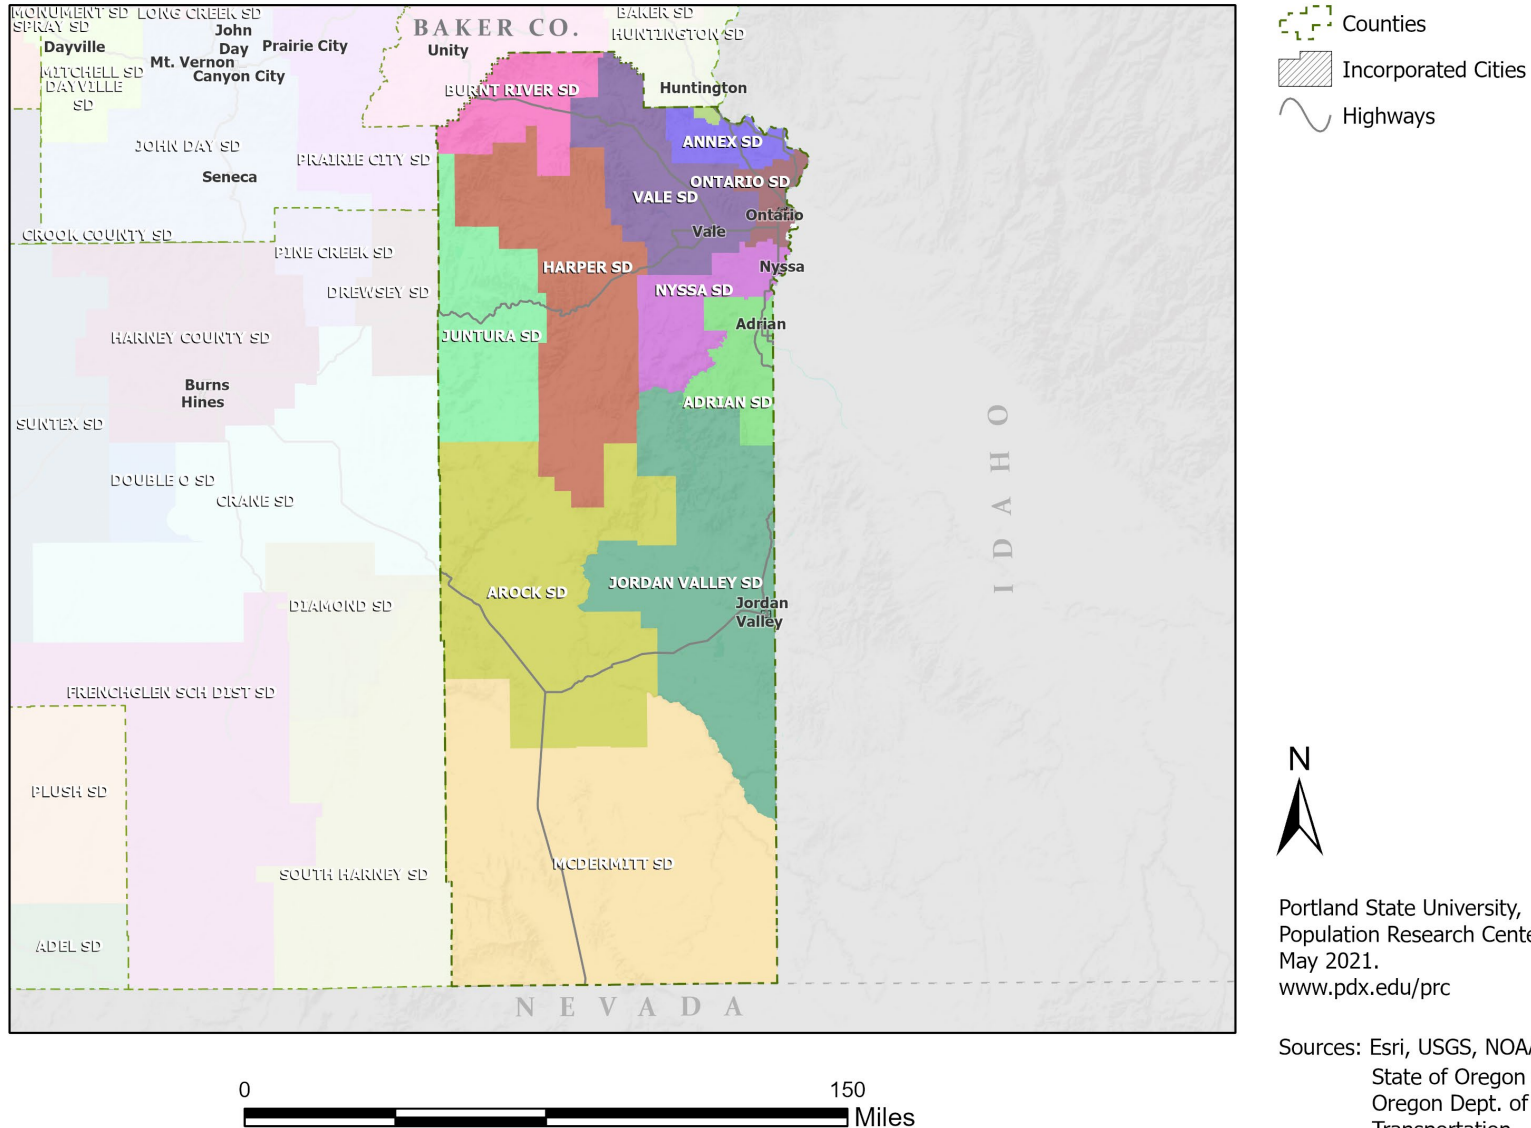 MONUMENT SD
LONG CREEK SD
SPRAY SD
John
Day
Prairie City
Dayville
Mt. Vernon
Canyon City
MITCHELL SD
DAYVILLE
SD
BAKER CO.
Unity
BAKER SD
HUNTINGTON SD
Huntington
BURNT RIVER SD
JOHN DAY SD
PRAIRIE CITY SD
Seneca
ANNEX SD
ONTARIO SD
VALE SD
Ontario
Vale
CROOK COUNTY SD
PINE CREEK SD
HARPER SD
Nyssa
NYSSA SD
DREWSEY SD
Adrian
HARNEY COUNTY SD
JUNTURA SD
Burns
Hines
ADRIAN SD
SUNTEX SD
IDAHO
DOUBLE O SD
CRANE SD
JORDAN VALLEY SD
AROCK SD
DIAMOND SD
Jordan
Valley
FRENCHGLEN SCH DIST SD
PLUSH SD
MCDERMITT SD
SOUTH HARNEY SD
ADEL SD
NEVADA
0
150
Miles
Counties
Incorporated Cities
Highways
N
Portland State University,
Population Research Cente
May 2021.
www.pdx.edu/prc
Sources: Esri, USGS, NOA
State of Oregon
Oregon Dept. of
Transportation